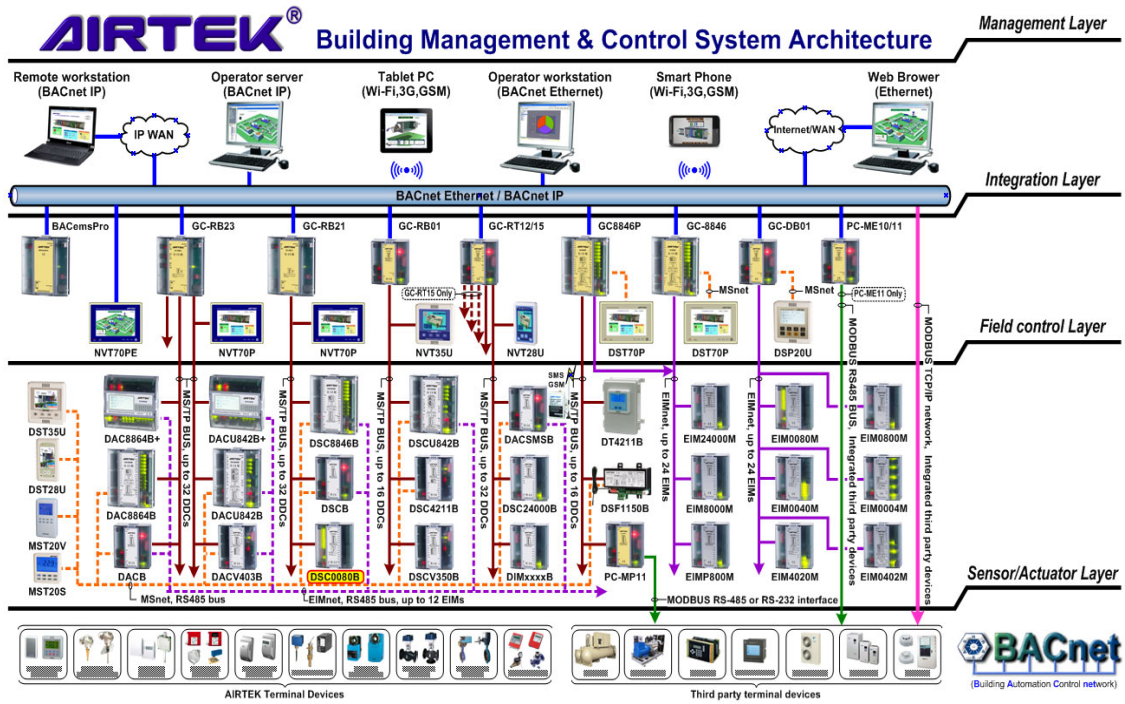 AIRTEK®
Building Management & Control System Architecture
Management Layer
Remote workstation
(BACnet IP)
Operator server
(BACnet IP)
Tablet PC
(Wi-Fi,3G,GSM)
Operator workstation
(BACnet Ethernet)
Smart Phone
(Wi-Fi,3G,GSM)
Web Brower
(Ethernet)
IP WAN
Internet/WAN
BACnet Ethernet / BACnet IP
Integration Layer
BACemsPro
GC-RB23
GC-RB21
GC-RB01
GC-RT12/15
GC8846P
GC-8846
GC-DB01
PC-ME10/11
GC-RT15 Only
MSnet
MSnet
PC-ME11 Only
NVT70PE
NVT70P
NVT70P
NVT35U
NVT28U
DST70P
DST70P
DSP20U
Field control Layer
MS/TP BUS, up to 32 DDCs
MS/TP BUS, up to 32 DDCs
MS/TP BUS, up to 16 DDCs
MS/TP BUS, up to 32 DDCs
MS/TP BUS, up to 16 DDCs
EIMnet, up to 24 EIMs
EIMnet, up to 24 EIMs
MODBUS RS485 BUS, Integrated third party devices
MODBUS TCP/IP network, Integrated third party devices
SMS
GSM
DST35U
DAC8864B+
DACU842B+
DSC8846B
DSCU842B
DACSMSB
DT4211B
EIM24000M
EIM0080M
EIM0800M
DST28U
DAC8864B
DACU842B
DSCB
DSC4211B
DSC24000B
DSF1150B
EIM8000M
EIM0040M
EIM0004M
MST20V
MST20S
DACB
DACV403B
DSC0080B
DSCV350B
DIMxxxxB
PC-MP11
EIMP800M
EIM4020M
EIM0402M
MSnet, RS485 bus
EIMnet, RS485 bus, up to 12 EIMs
MODBUS RS-485 or RS-232 interface
Sensor/Actuator Layer
AIRTEK Terminal Devices
Third party terminal devices
BACnet
(Building Automation Control network)